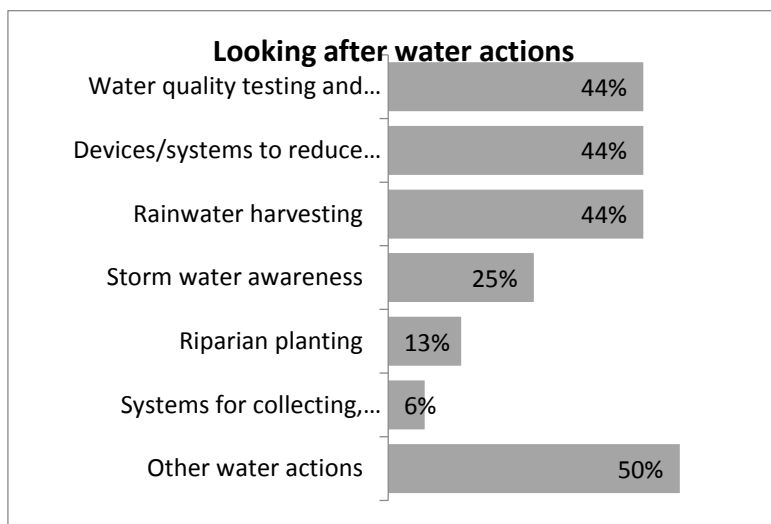 Looking after water actions
Water quality testing and... 44%
Devices/systems to reduce... 44%
Rainwater harvesting 44%
Storm water awareness 25%
Riparian planting 13%
Systems for collecting,... 6%
Other water actions 50%